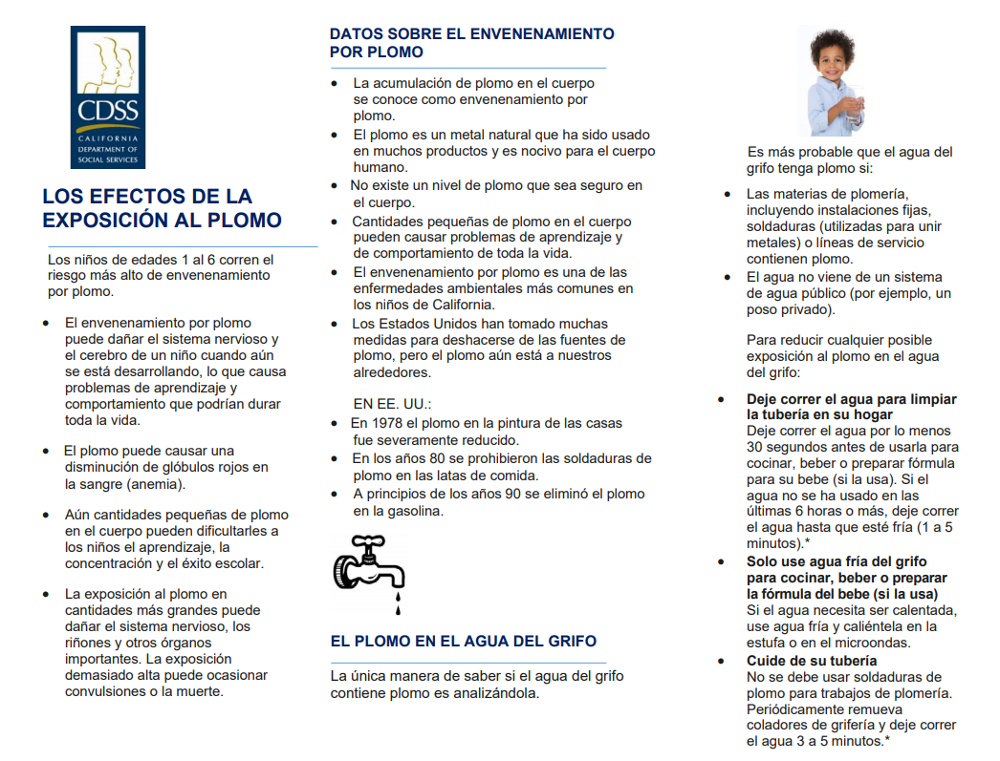 CDSS
CALIFORNIA
DEPARTMENT OF
SOCIAL SERVICES
LOS EFECTOS DE LA
EXPOSICIÓN AL PLOMO
Los niños de edades 1 al 6 corren el
riesgo más alto de envenenamiento
por plomo.
• El envenenamiento por plomo
puede dañar el sistema nervioso y
el cerebro de un niño cuando aún
se está desarrollando, lo que causa
problemas de aprendizaje y
comportamiento que podrían durar
toda la vida.
• El plomo puede causar una
disminución de glóbulos rojos en
la sangre (anemia).
• Aún cantidades pequeñas de plomo
en el cuerpo pueden dificultarles a
los niños el aprendizaje, la
concentración y el éxito escolar.
• La exposición al plomo en
cantidades más grandes puede
dañar el sistema nervioso, los
riñones y otros órganos
importantes. La exposición
demasiado alta puede ocasionar
convulsiones o la muerte.
DATOS SOBRE EL ENVENENAMIENTO
POR PLOMO
• La acumulación de plomo en el cuerpo
se conoce como envenenamiento por
plomo.
• El plomo es un metal natural que ha sido usado
en muchos productos y es nocivo para el cuerpo
humano.
• No existe un nivel de plomo que sea seguro en
el cuerpo.
• Cantidades pequeñas de plomo en el cuerpo
pueden causar problemas de aprendizaje y
de comportamiento de toda la vida.
• El envenenamiento por plomo es una de las
enfermedades ambientales más comunes en
los niños de California.
• Los Estados Unidos han tomado muchas
medidas para deshacerse de las fuentes de
plomo, pero el plomo aún está a nuestros
alrededores.
EN EE. UU.:
• En 1978 el plomo en la pintura de las casas
fue severamente reducido.
• En los años 80 se prohibieron las soldaduras de
plomo en las latas de comida.
• A principios de los años 90 se eliminó el plomo
en la gasolina.
EL PLOMO EN EL AGUA DEL GRIFO
La única manera de saber si el agua del grifo
contiene plomo es analizándola.
Es más probable que el agua del
grifo tenga plomo si:
• Las materias de plomería,
incluyendo instalaciones fijas,
soldaduras (utilizadas para unir
metales) o líneas de servicio
contienen plomo.
• El agua no viene de un sistema
de agua público (por ejemplo, un
poso privado).
Para reducir cualquier posible
exposición al plomo en el agua
del grifo:
• Deje correr el agua para limpiar
la tubería en su hogar
Deje correr el agua por lo menos
30 segundos antes de usarla para
cocinar, beber o preparar fórmula
para su bebe (si la usa). Si el
agua no se ha usado en las
últimas 6 horas o más, deje correr
el agua hasta que esté fría (1 a 5
minutos).*
• Solo use agua fría del grifo
para cocinar, beber o preparar
la fórmula del bebe (si la usa)
Si el agua necesita ser calentada,
use agua fría y caliéntela en la
estufa o en el microondas.
• Cuide de su tubería
No se debe usar soldaduras de
plomo para trabajos de plomería.
Periódicamente remueva
coladores de grifería y deje correr
el agua 3 a 5 minutos.*